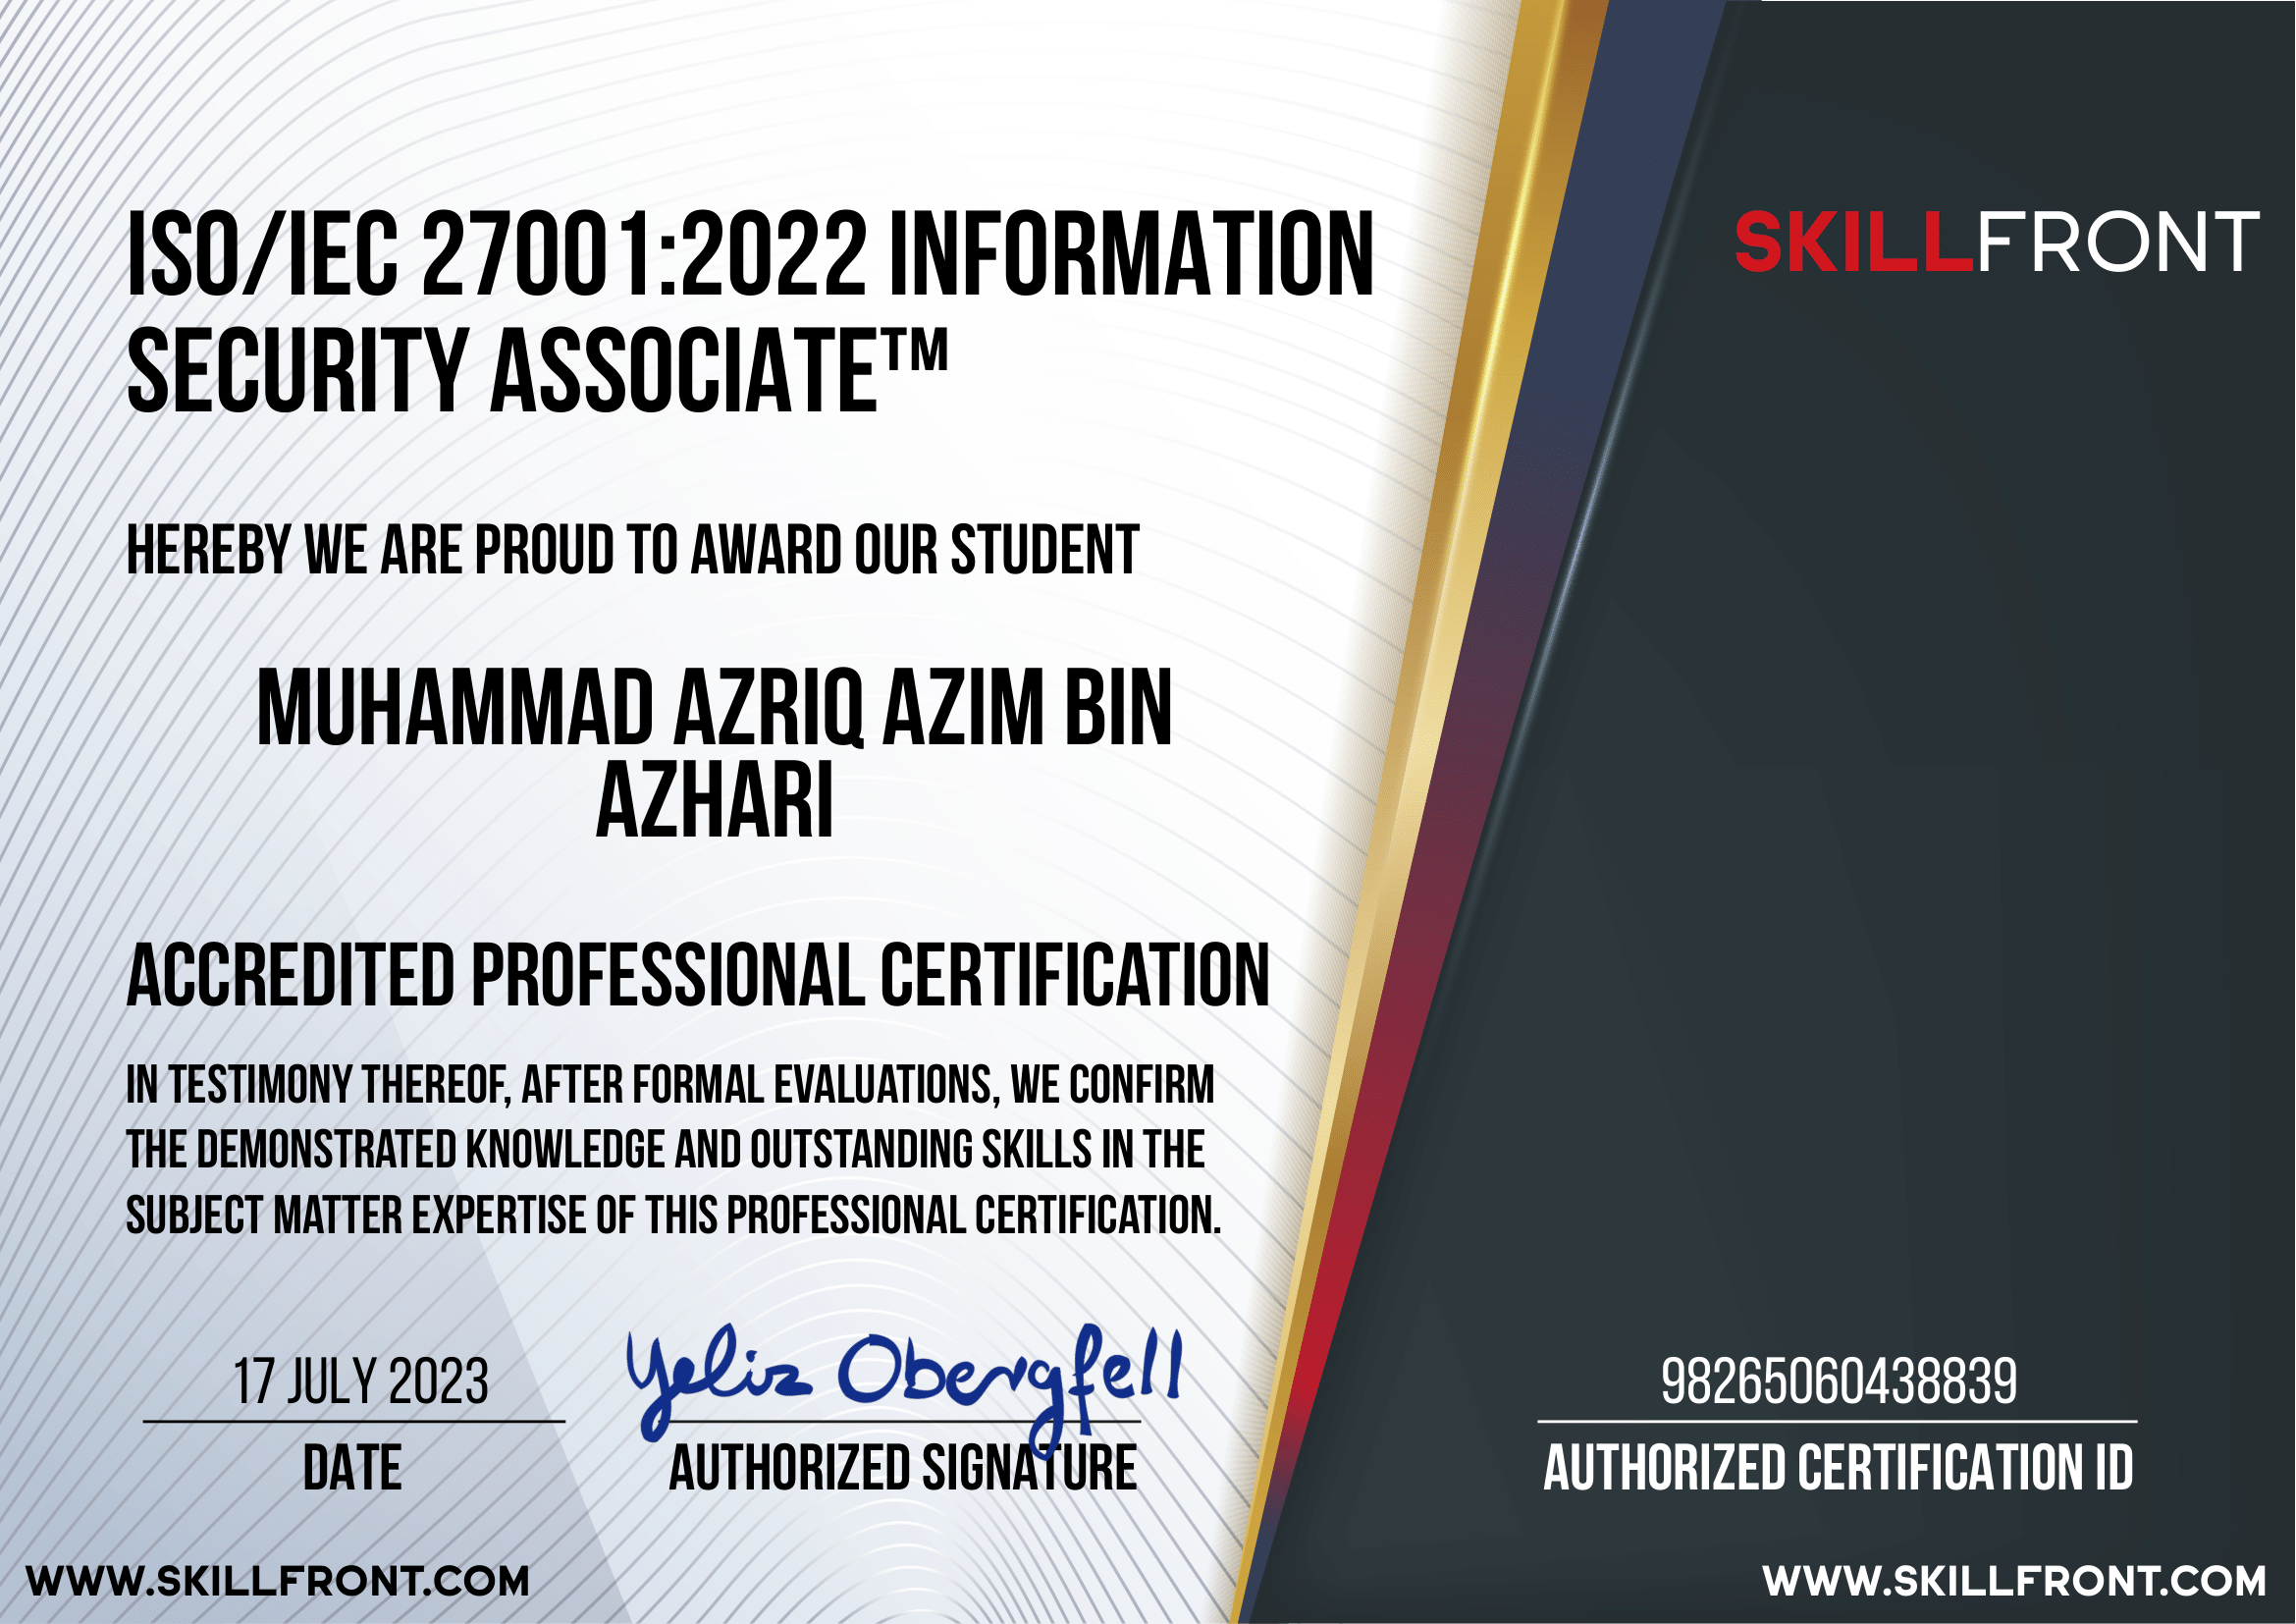 ISO/IEC 27001:2022 INFORMATION
SECURITY ASSOCIATE™
SKILLFRONT
HEREBY WE ARE PROUD TO AWARD OUR STUDENT
MUHAMMAD AZRIQ AZIM BIN
AZHARI
ACCREDITED PROFESSIONAL CERTIFICATION
IN TESTIMONY THEREOF, AFTER FORMAL EVALUATIONS, WE CONFIRM
THE DEMONSTRATED KNOWLEDGE AND OUTSTANDING SKILLS IN THE
SUBJECT MATTER EXPERTISE OF THIS PROFESSIONAL CERTIFICATION.
17 JULY 2023
DATE
Yeliz Obergfell
AUTHORIZED SIGNATURE
98265060438839
AUTHORIZED CERTIFICATION ID
WWW.SKILLFRONT.COM
WWW.SKILLFRONT.COM